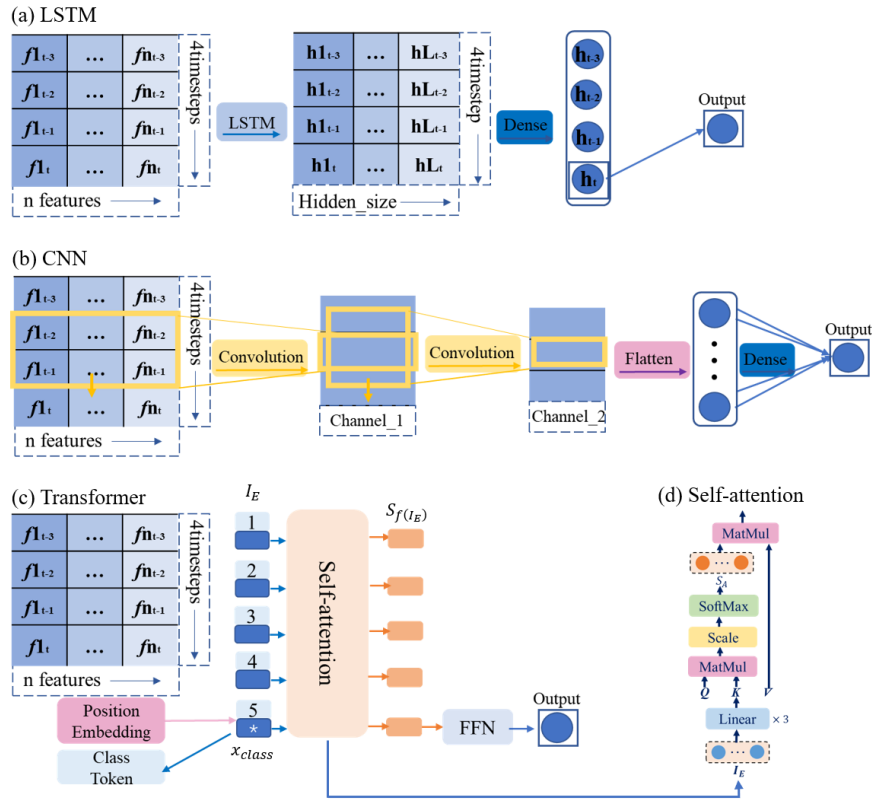 (a) LSTM
f1t-3 ... fnt-3
f1t-2 ... fnt-2
f1t-1 ... fnt-1
f1t ... fnt
4timesteps
n features
LSTM
h1t-3 ... hLt-3
h1t-2 ... hLt-2
h1t-1 ... hLt-1
h1t ... hLt
4timestep
Hidden_size
Dense
ht-3
ht-2
ht-1
ht
Output
(b) CNN
f1t-3 ... fnt-3
f1t-2 ... fnt-2
f1t-1 ... fnt-1
f1t ... fnt
4timesteps
n features
Convolution
Channel_1
Convolution
Channel_2
Flatten
Dense
Output
(c) Transformer
f1t-3 ... fnt-3
f1t-2 ... fnt-2
f1t-1 ... fnt-1
f1t ... fnt
4timesteps
n features
Position
Embedding
Class
Token
IE
1
2
3
4
5
*
xclass
Self-attention
Sf(IE)
FFN
Output
(d) Self-attention
MatMul
...
SA
SoftMax
Scale
MatMul
Q K V
Linear × 3
...
IE